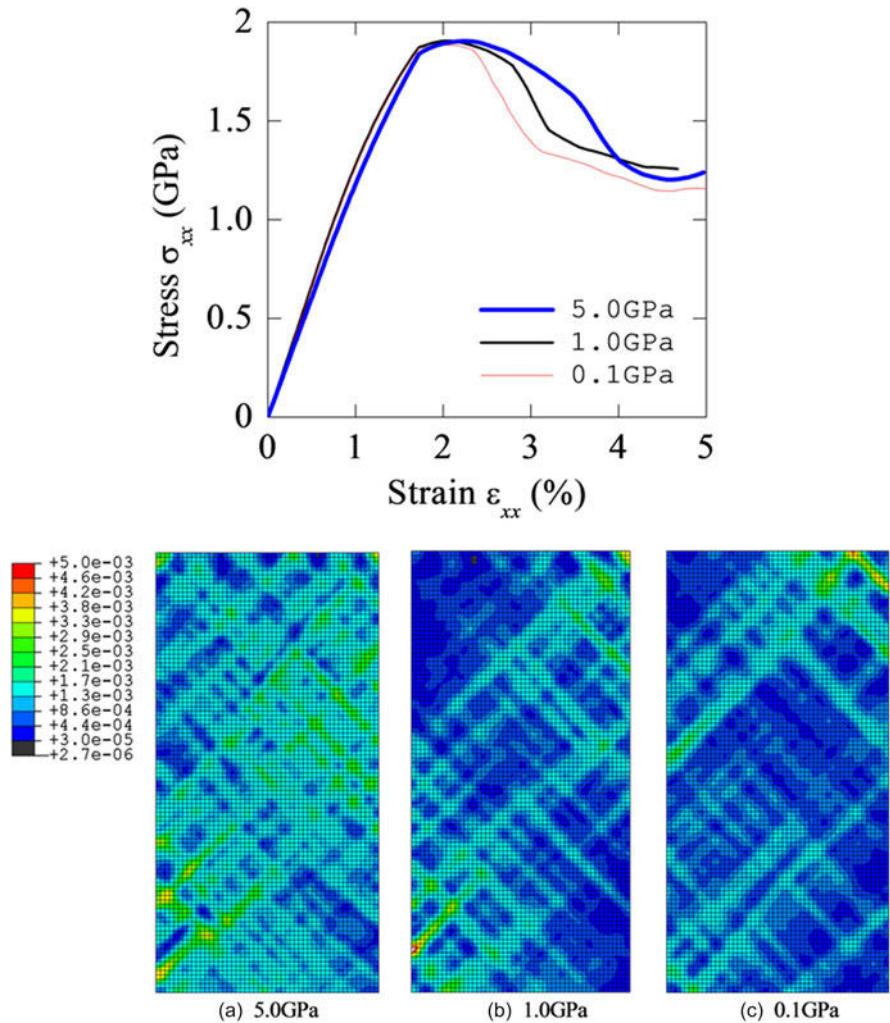 2
1.5
1.0
0.5
0
Stress σxx (GPa)
5.0GPa
1.0GPa
0.1GPa
0 1 2 3 4 5
Strain εxx (%)
+5.0e-03
+4.6e-03
+4.2e-03
+3.8e-03
+3.3e-03
+2.9e-03
+2.5e-03
+2.1e-03
+1.7e-03
+1.3e-03
+8.6e-04
+4.4e-04
+3.0e-05
+2.7e-06
(a) 5.0GPa
(b) 1.0GPa
(c) 0.1GPa